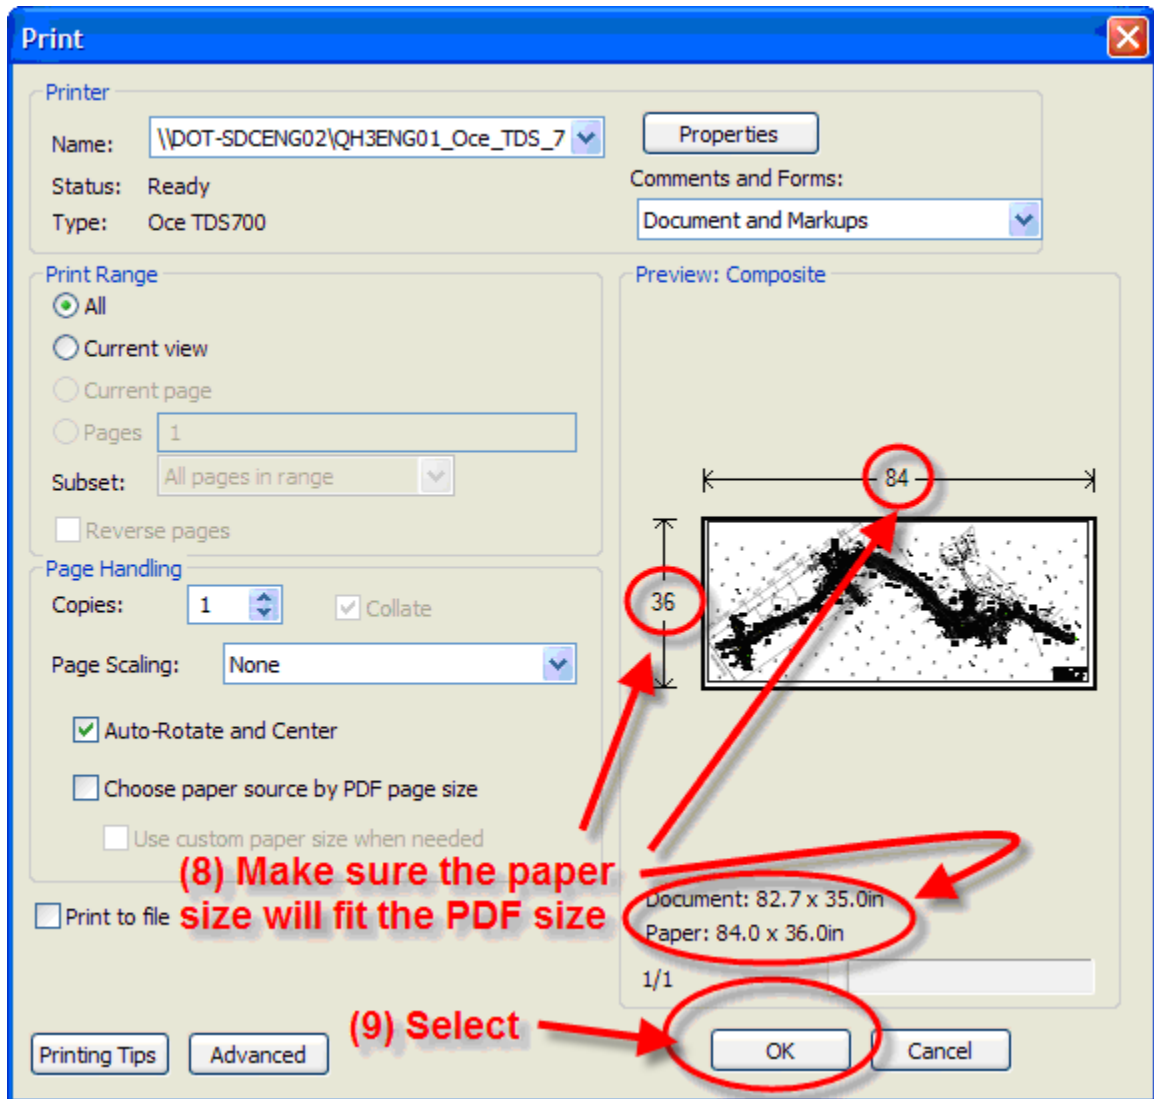 Print
Printer
Name: \\DOT-SDCENG02\QH3ENG01_Oce_TDS_7
Properties
Status: Ready
Comments and Forms:
Type: Oce TDS700
Document and Markups
Print Range
All
Current view
Current page
Pages 1
Subset: All pages in range
Reverse pages
Preview: Composite
84
36
Page Handling
Copies: 1 Collate
Page Scaling: None
Auto-Rotate and Center
Choose paper source by PDF page size
Use custom paper size when needed
(8) Make sure the paper
size will fit the PDF size
Print to file
Document: 82.7 x 35.0in
Paper: 84.0 x 36.0in
1/1
(9) Select
Printing Tips
Advanced
OK
Cancel